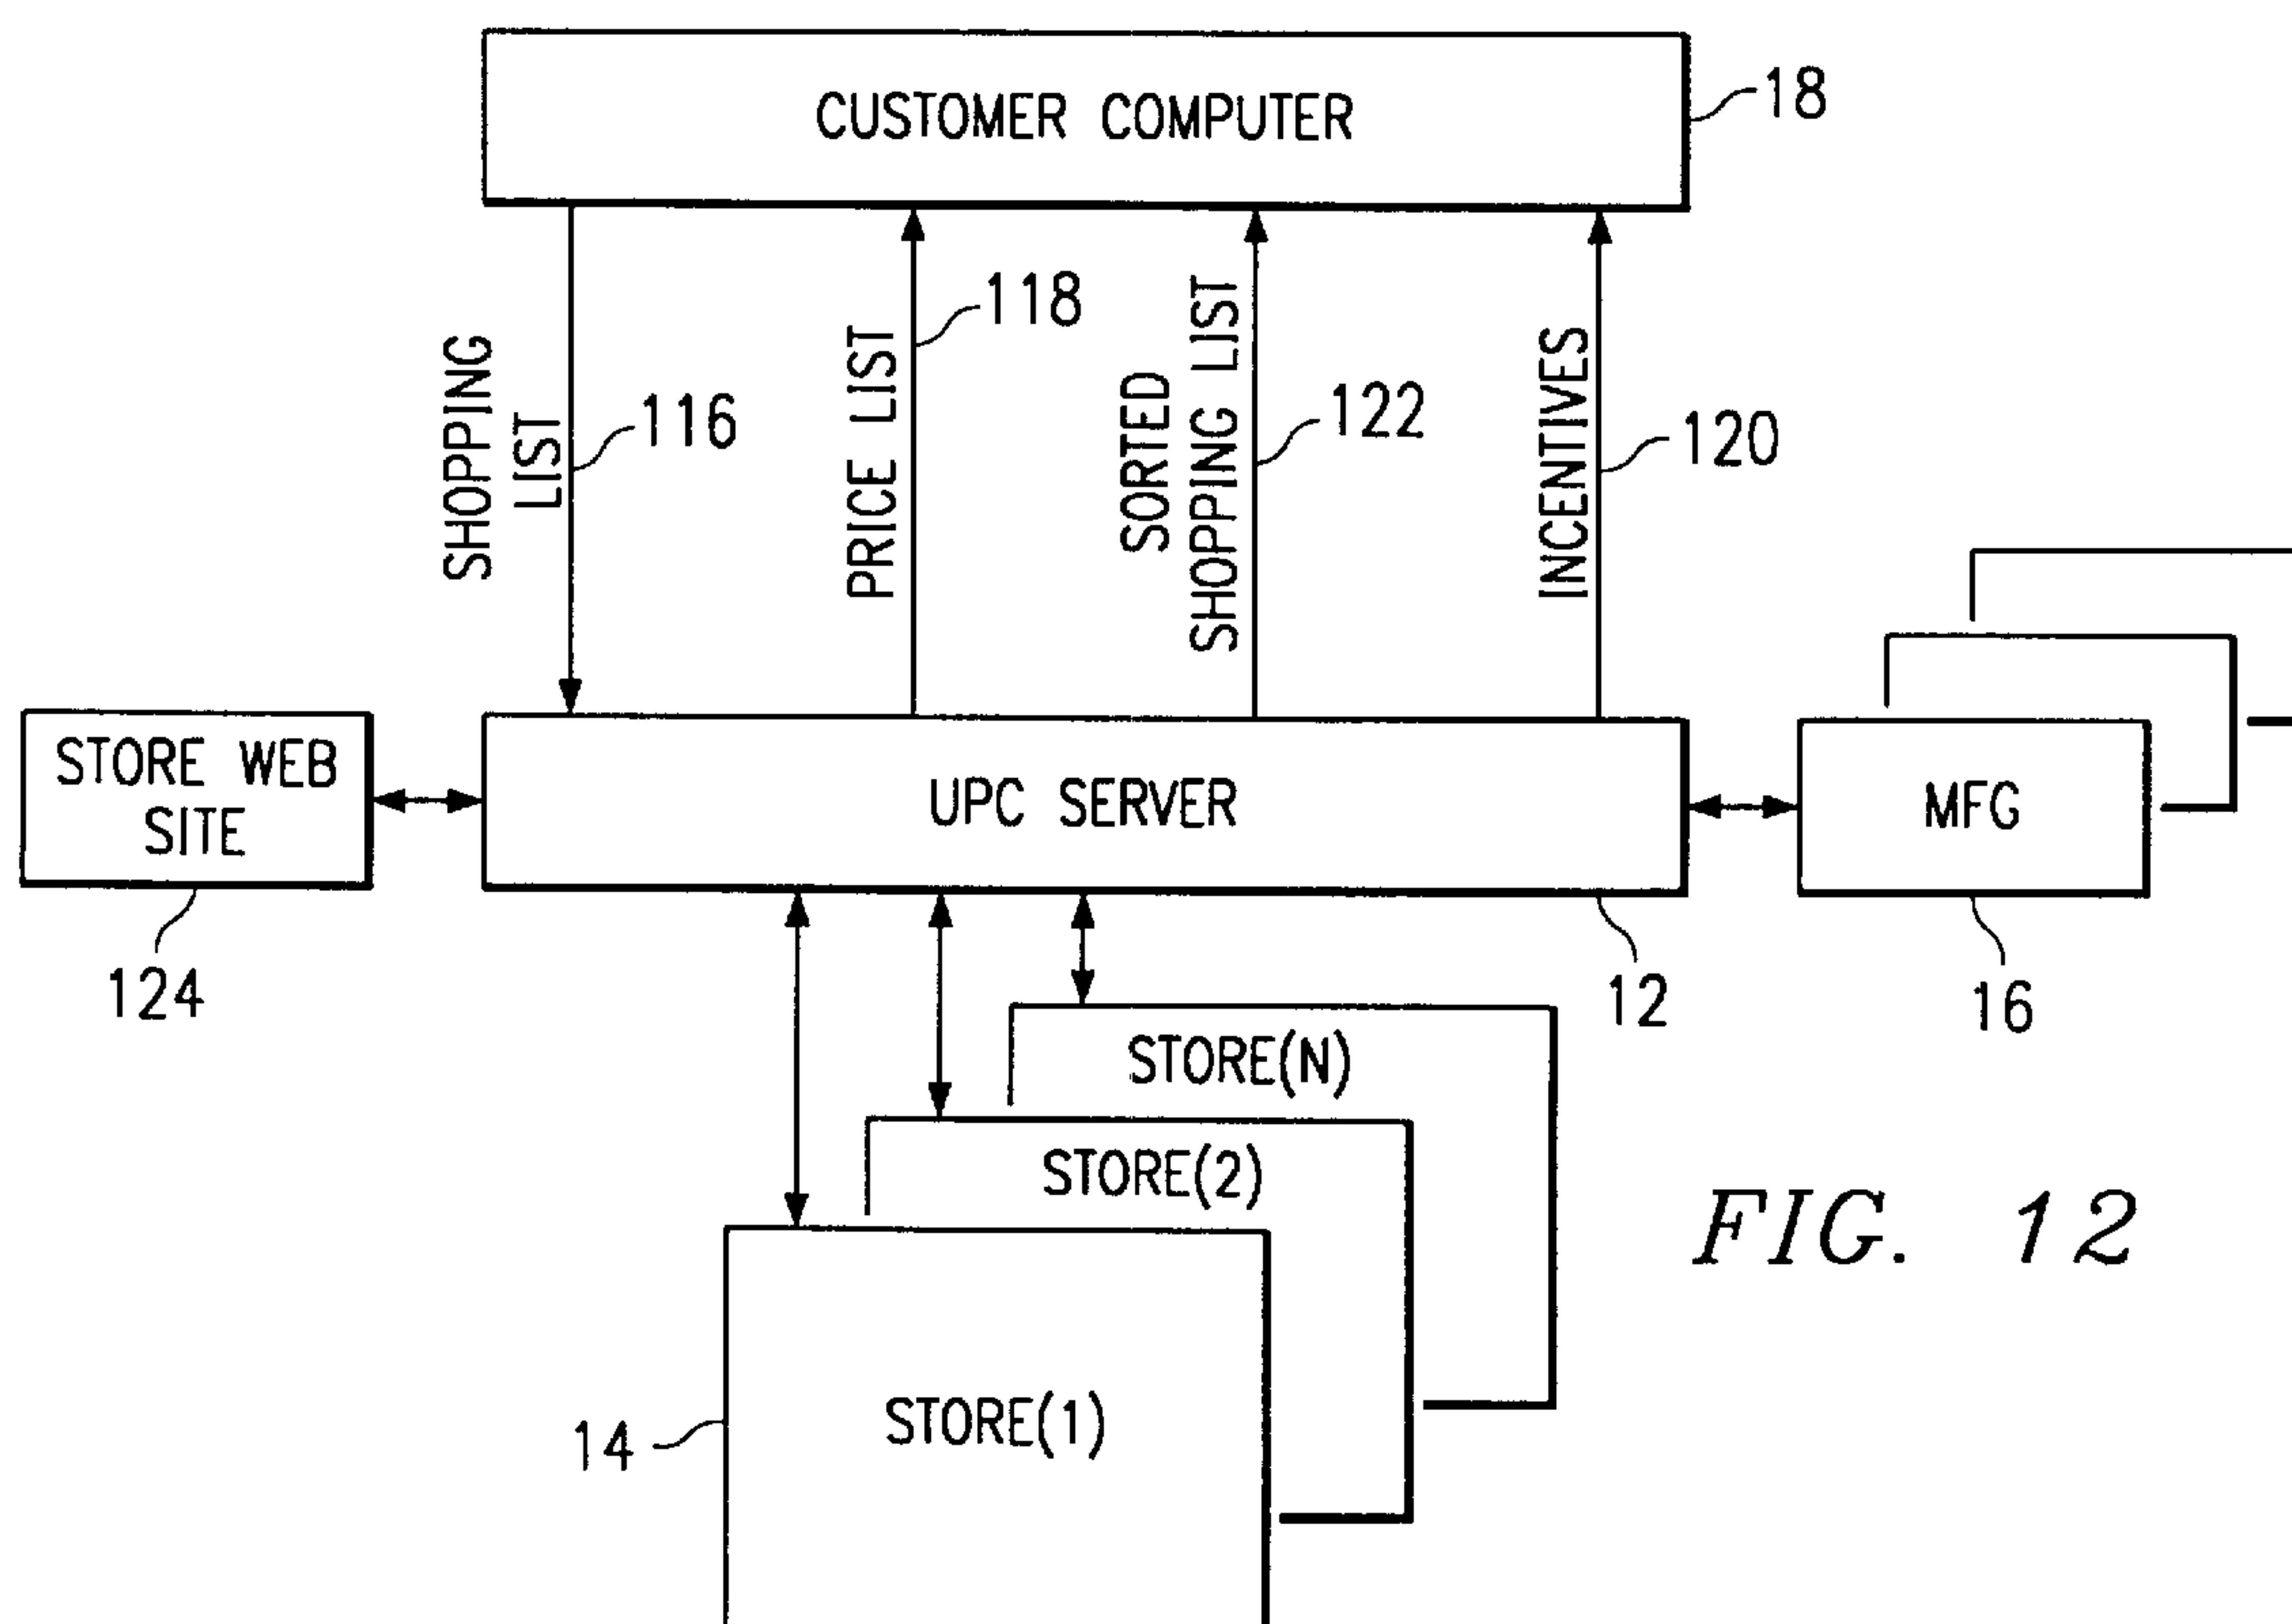 CUSTOMER COMPUTER
18
SHOPPING
LIST
116
PRICE LIST
118
SORTED
SHOPPING LIST
122
INCENTIVES
120
STORE WEB
SITE
124
UPC SERVER
12
MFG
16
STORE(N)
STORE(2)
STORE(1)
14
FIG. 12